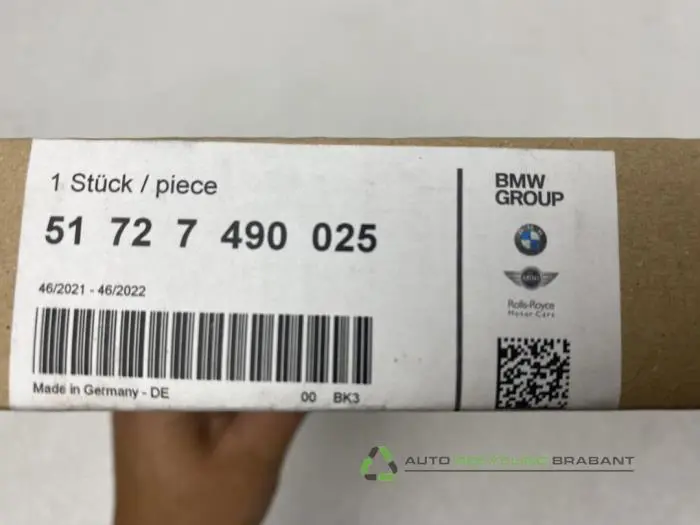 1 Stück / piece
51 72 7 490 025
46/2021 - 46/2022
Made in Germany - DE
00 BK3
BMW
GROUP
MINI
Rolls-Royce
Motor Cars
AUTO RECYCLING BRABANT